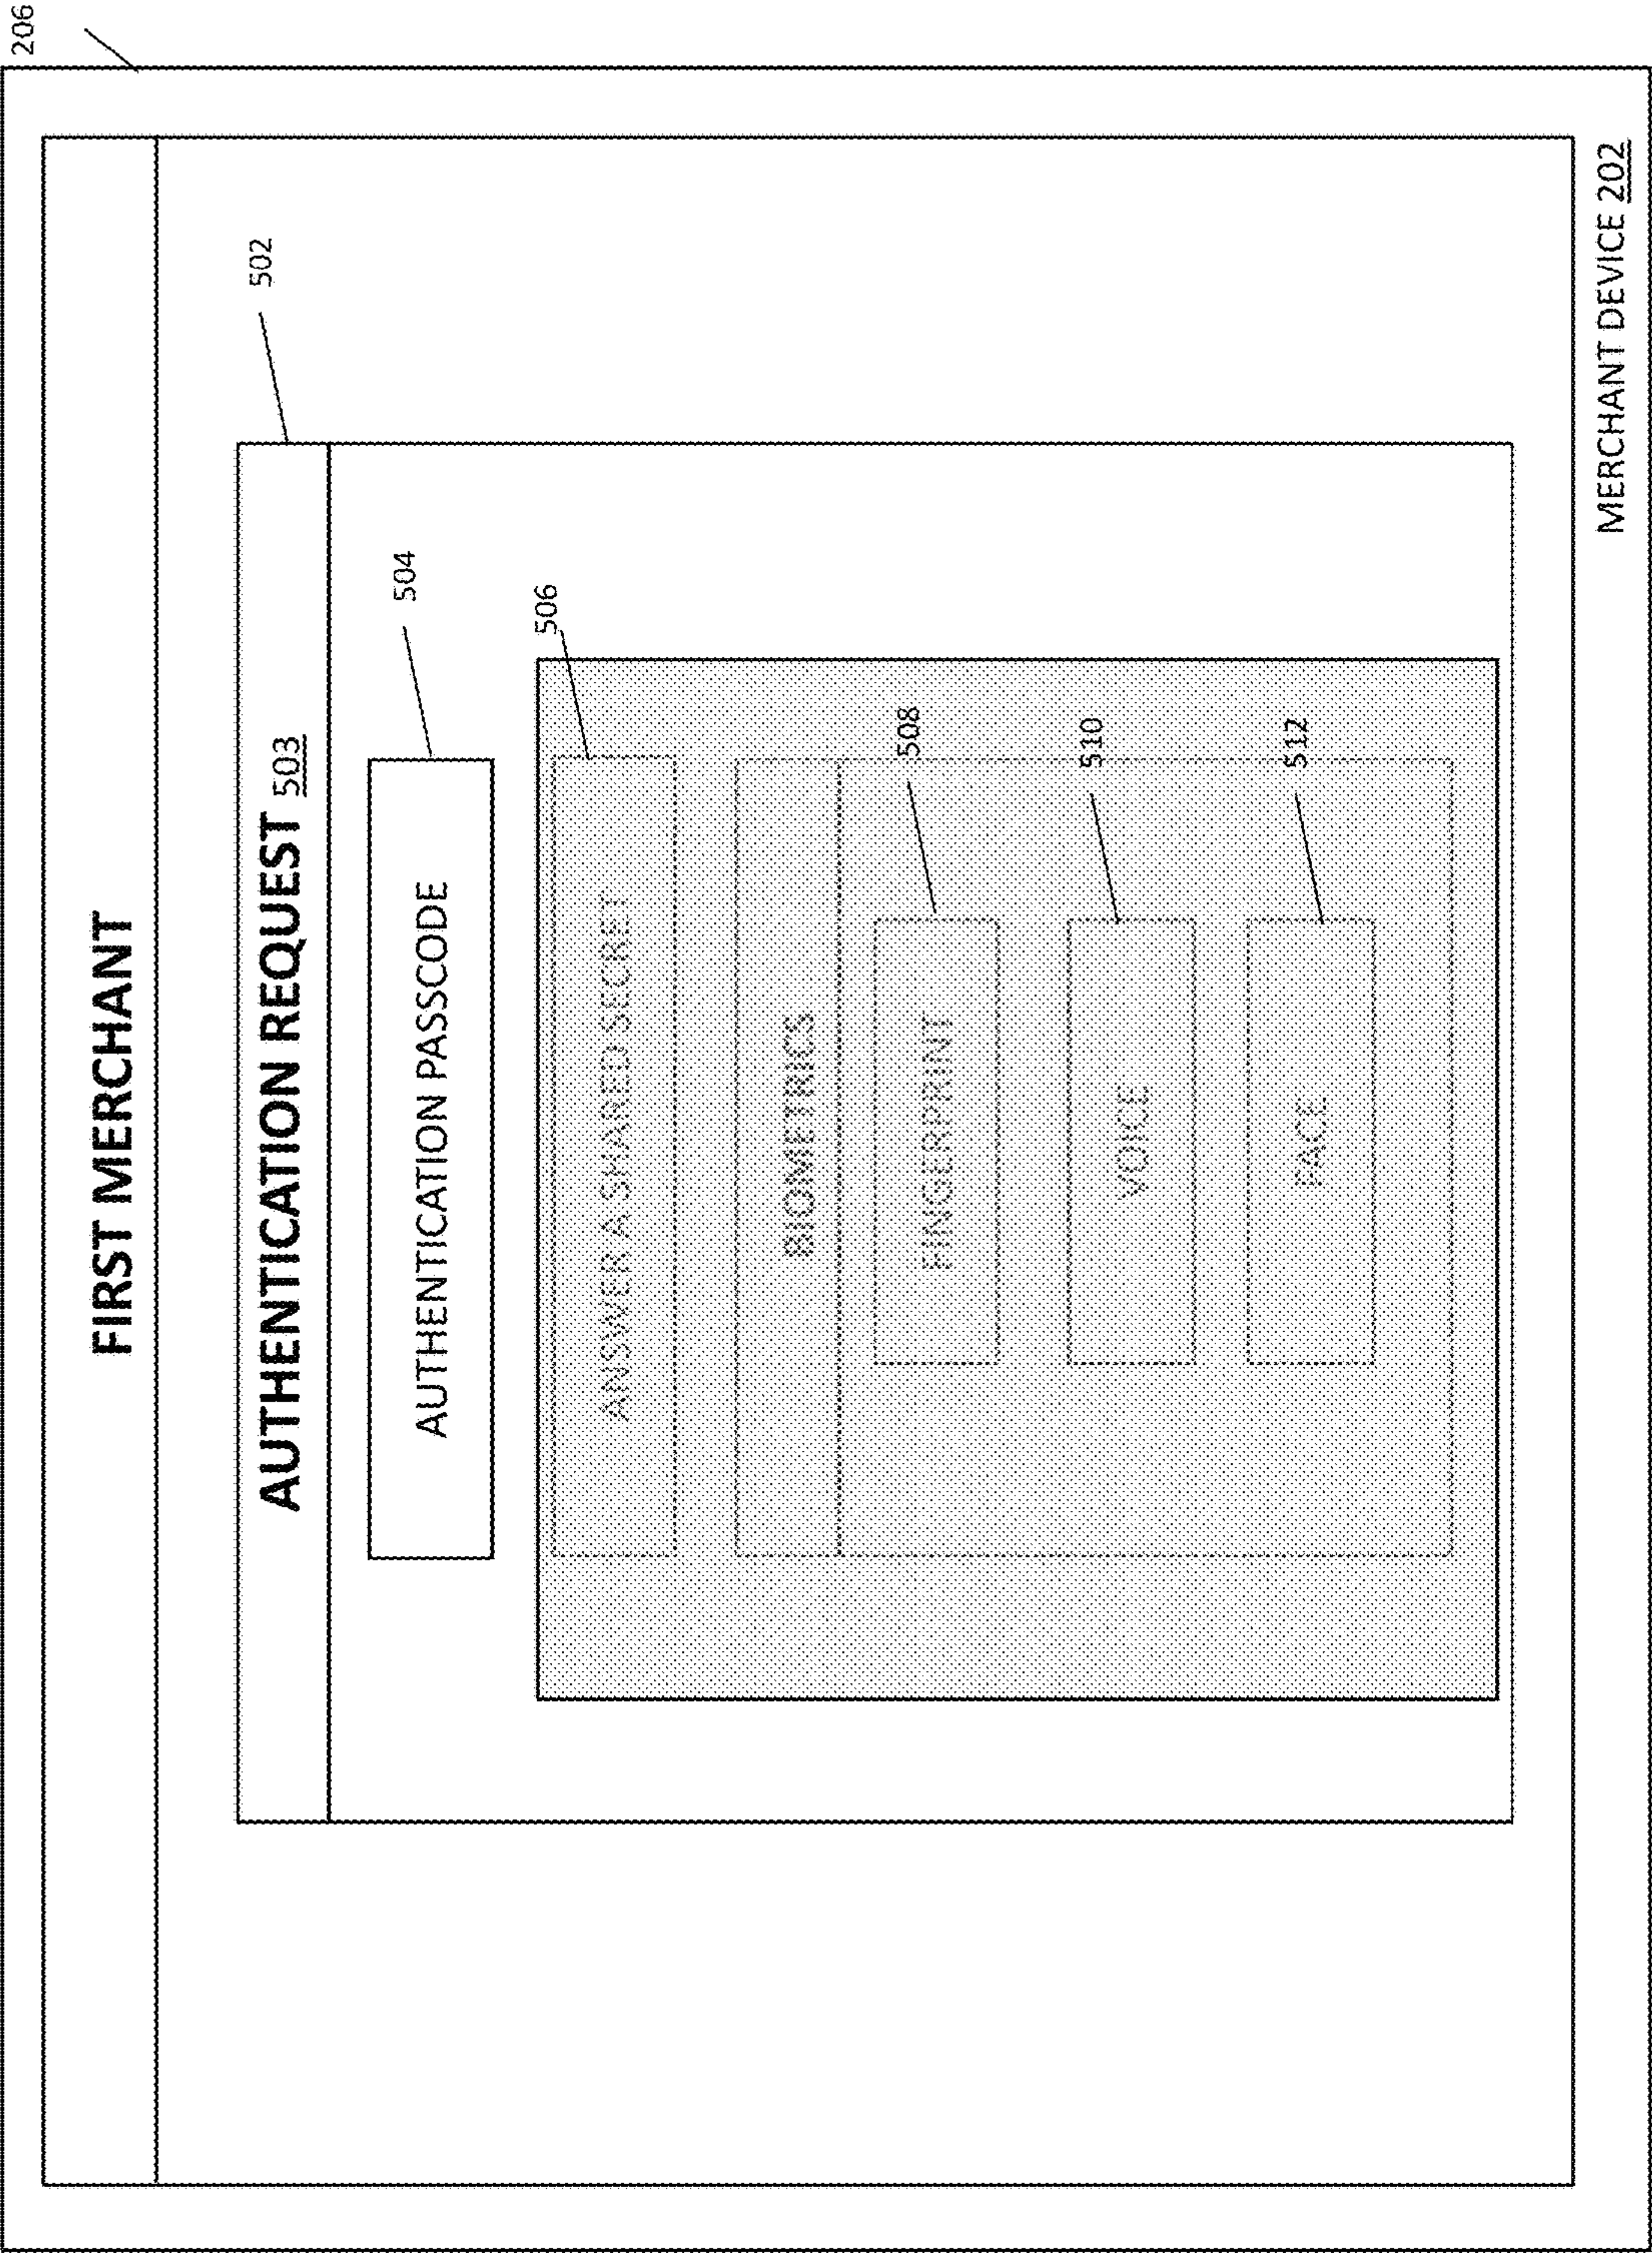 206
FIRST MERCHANT
502
AUTHENTICATION REQUEST 503
504
AUTHENTICATION PASSCODE
506
ANSWER A SHARED SECRET
BIOMETRICS
508
FINGERPRINT
510
VOICE
512
FACE
MERCHANT DEVICE 202